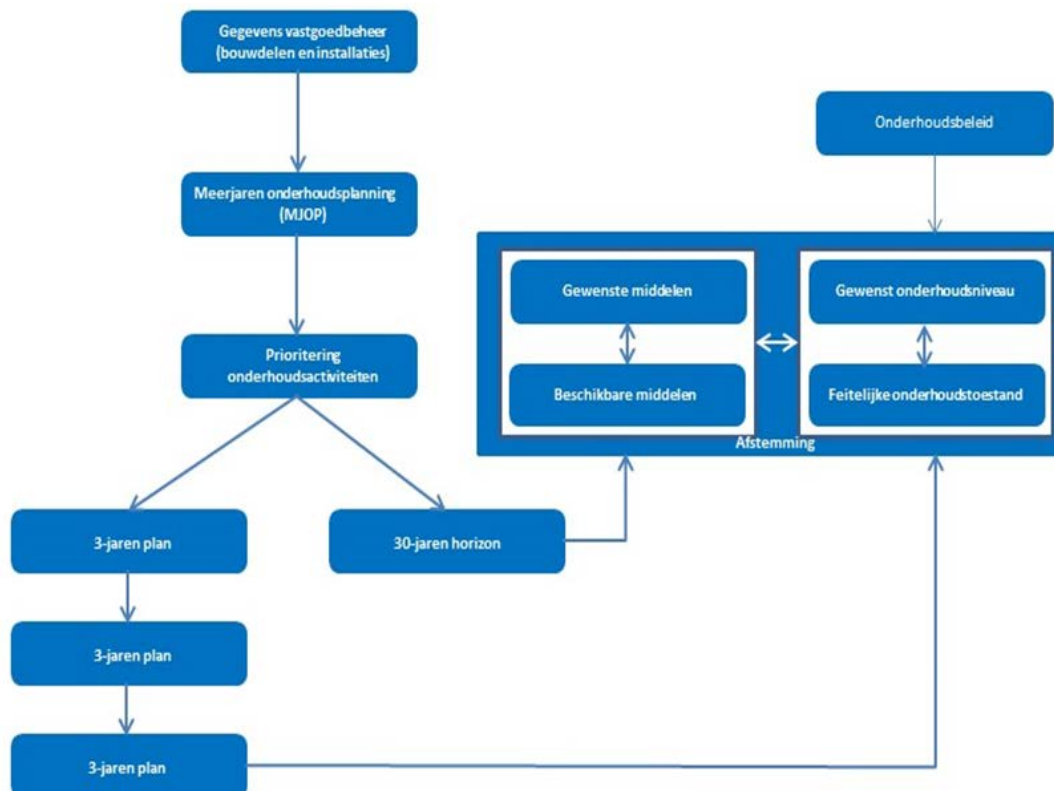 Gegevens vastgoedbeheer
(bouwdelen en installaties)
Onderhoudsbeleid
Meerjaren onderhoudsplanning
(MJOP)
Gewenste middelen
Gewenst onderhoudsniveau
Prioritering
onderhoudsactiviteiten
Beschikbare middelen
Feitelijke onderhoudstoestand
Afstemming
3-jaren plan
30-jaren horizon
3-jaren plan
3-jaren plan